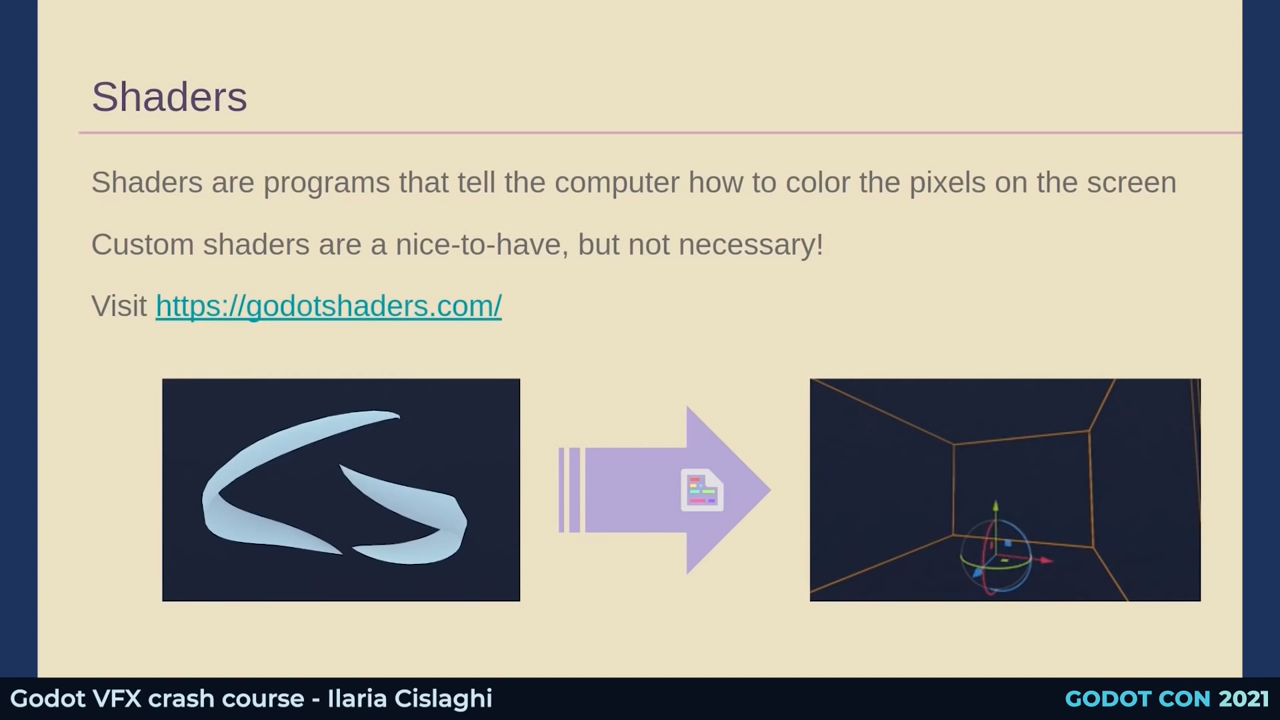 Shaders
Shaders are programs that tell the computer how to color the pixels on the screen
Custom shaders are a nice-to-have, but not necessary!
Visit https://godotshaders.com/
Godot VFX crash course - Ilaria Cislaghi
GODOT CON 2021